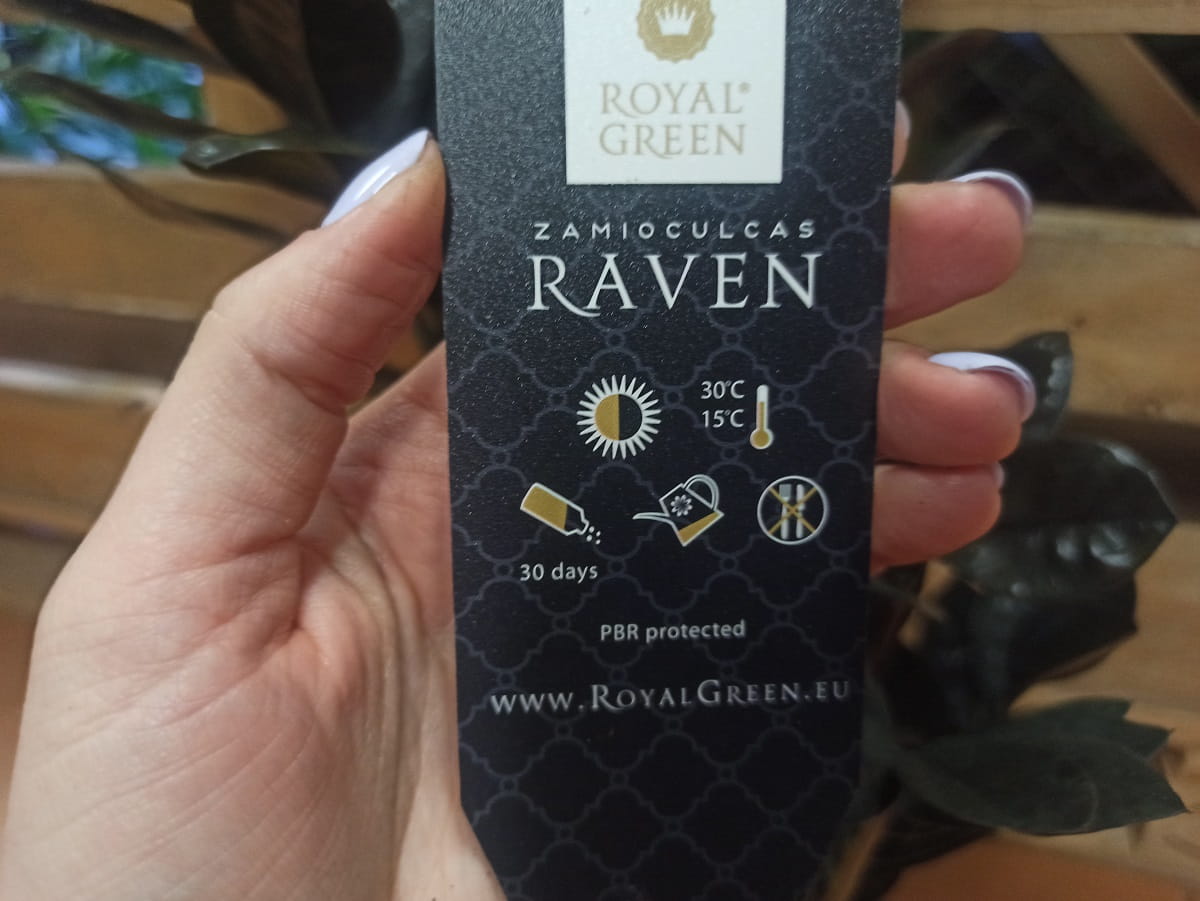 ROYAL®
GREEN
ZAMIOCULCAS
RAVEN
30°C
15°C
30 days
PBR protected
WWW.ROYALGREEN.EU